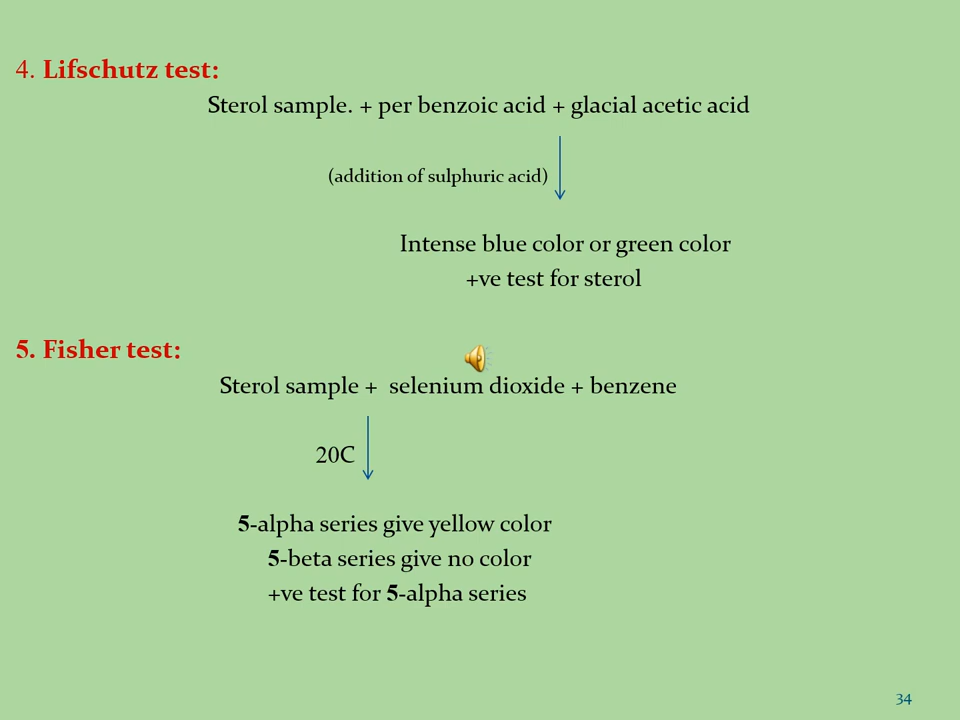 4. Lifschutz test:
Sterol sample. + per benzoic acid + glacial acetic acid
(addition of sulphuric acid)
Intense blue color or green color
+ve test for sterol
5. Fisher test:
Sterol sample + selenium dioxide + benzene
20C
5-alpha series give yellow color
5-beta series give no color
+ve test for 5-alpha series
34